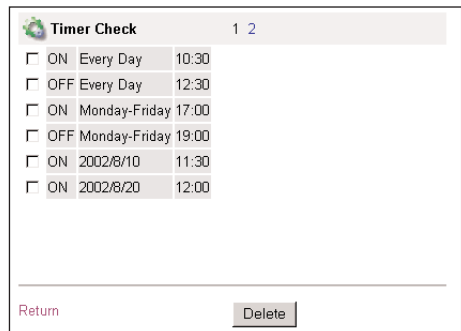 Timer Check 1 2
ON Every Day 10:30
OFF Every Day 12:30
ON Monday-Friday 17:00
OFF Monday-Friday 19:00
ON 2002/8/10 11:30
ON 2002/8/20 12:00
Return Delete